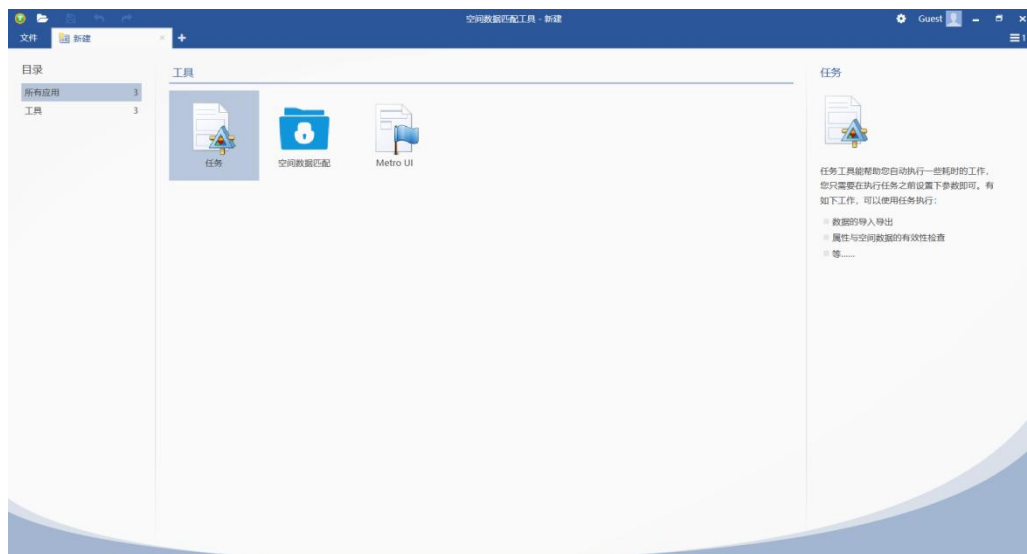 空间数据匹配工具 - 新建
Guest
文件
新建
1
目录
所有应用 3
工具 3
工具
任务
空间数据匹配
Metro UI
任务
任务工具能帮助您自动执行一些耗时的工作，
您只需要在执行任务之前设置下参数即可。有
如下工作，可以使用任务执行：
数据的导入导出
属性与空间数据的有效性检查
等......